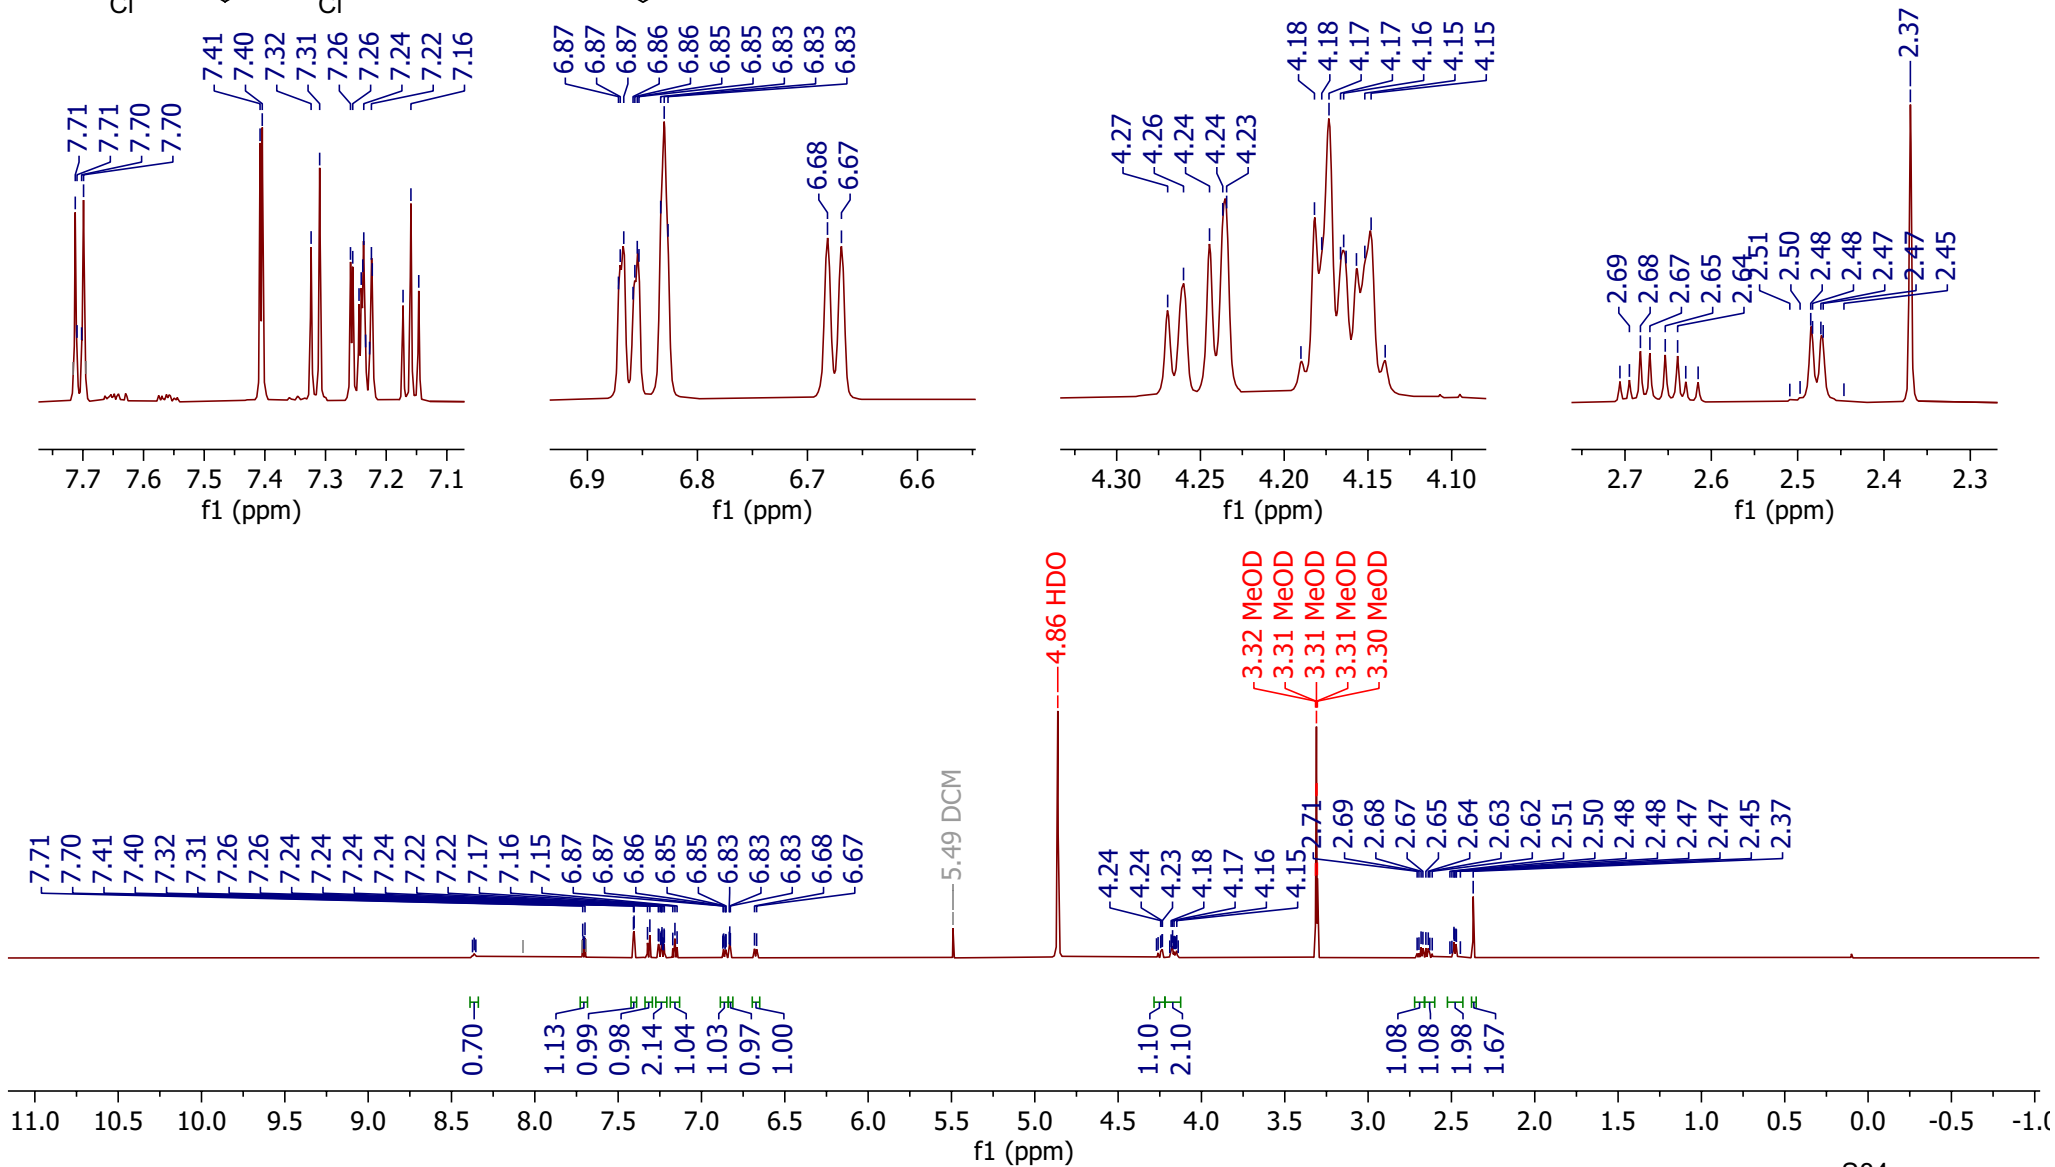 Cl Cl
7.71 7.71 7.70 7.70 7.41 7.40 7.32 7.31 7.26 7.26 7.24 7.22 7.16
7.7 7.6 7.5 7.4 7.3 7.2 7.1
f1 (ppm)
6.87 6.87 6.87 6.86 6.86 6.85 6.85 6.83 6.83 6.83 6.68 6.67
6.9 6.8 6.7 6.6
f1 (ppm)
4.27 4.26 4.24 4.24 4.23 4.18 4.18 4.17 4.17 4.16 4.15 4.15
4.30 4.25 4.20 4.15 4.10
f1 (ppm)
2.69 2.68 2.67 2.65 2.64 2.51 2.50 2.48 2.48 2.47 2.47 2.45 2.37
2.7 2.6 2.5 2.4 2.3
f1 (ppm)
7.71 7.70 7.41 7.40 7.32 7.31 7.26 7.26 7.24 7.24 7.24 7.24 7.22 7.22 7.17 7.16 7.15 6.87 6.87 6.86 6.85 6.85 6.83 6.83 6.83 6.68 6.67
5.49 DCM
4.86 HDO
4.24 4.24 4.23 4.18 4.17 4.16 4.15
3.32 MeOD
3.31 MeOD
3.31 MeOD
3.31 MeOD
3.30 MeOD
2.71 2.69 2.68 2.67 2.65 2.64 2.63 2.62 2.51 2.50 2.48 2.48 2.47 2.47 2.45 2.37
0.70 1.13 0.99 0.98 2.14 1.04 1.03 0.97 1.00 1.10 2.10 1.08 1.08 1.98 1.67
11.0 10.5 10.0 9.5 9.0 8.5 8.0 7.5 7.0 6.5 6.0 5.5 5.0 4.5 4.0 3.5 3.0 2.5 2.0 1.5 1.0 0.5 0.0 -0.5 -1.0
f1 (ppm)